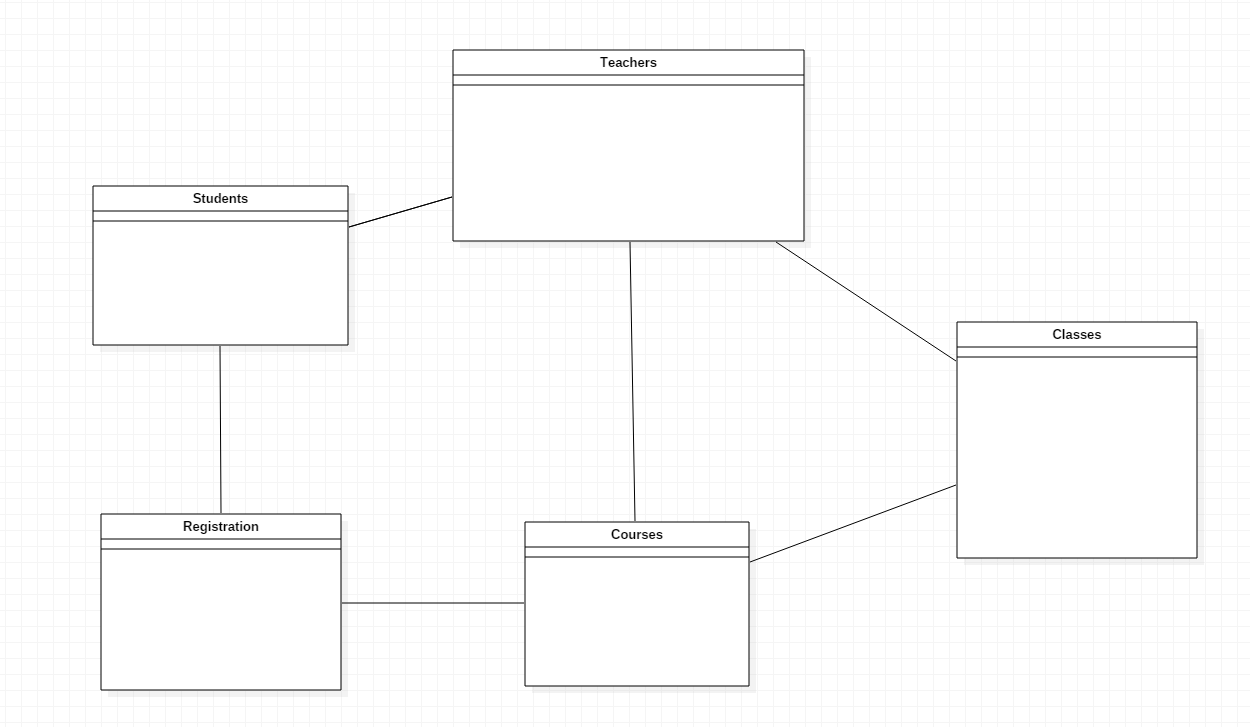 Teachers
Students
Classes
Registration
Courses